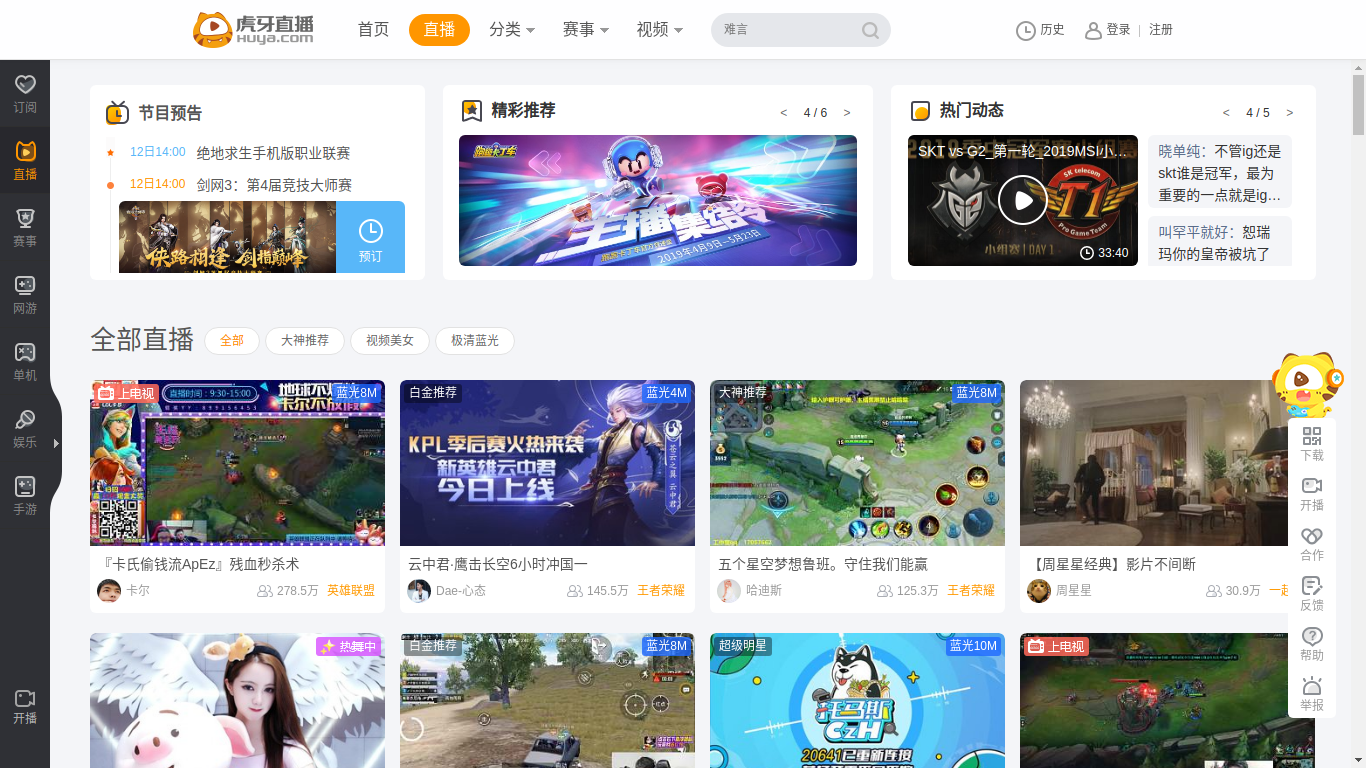 虎牙直播
HUYA.COM
首页
直播
分类
赛事
视频
难言
历史
登录 | 注册
订阅
直播
赛事
网游
单机
娱乐
手游
开播
节目预告
12日14:00 绝地求生手机版职业联赛
12日14:00 剑网3：第4届竞技大师赛
狭路相逢 剑指巅峰
预订
精彩推荐
< 4 / 6 >
跑跑卡丁车
主播集结令
2019年4月9日-5月23日
热门动态
< 4 / 5 >
SKT vs G2_第一轮_2019MSI小…
SK telecom
T1
Pro Game Team
小组赛 | DAY 1
33:40
晓单纯：不管ig还是
skt谁是冠军，最为
重要的一点就是ig…
叫罕平就好：恕瑞
玛你的皇帝被坑了
全部直播
全部
大神推荐
视频美女
极清蓝光
上电视
蓝光8M
直播时间：9:30-15:00
『卡氏偷钱流ApEz』残血秒杀术
卡尔
278.5万
英雄联盟
白金推荐
蓝光4M
KPL季后赛火热来袭
新英雄云中君
今日上线
云中君·鹰击长空6小时冲国一
Dae-心态
145.5万
王者荣耀
大神推荐
蓝光8M
五个星空梦想鲁班。守住我们能赢
哈迪斯
125.3万
王者荣耀
【周星星经典】影片不间断
周星星
30.9万
下载
开播
合作
反馈
帮助
举报
热舞中
白金推荐
蓝光8M
超级明星
蓝光10M
托马斯
CZH
20641已重新连接
上电视